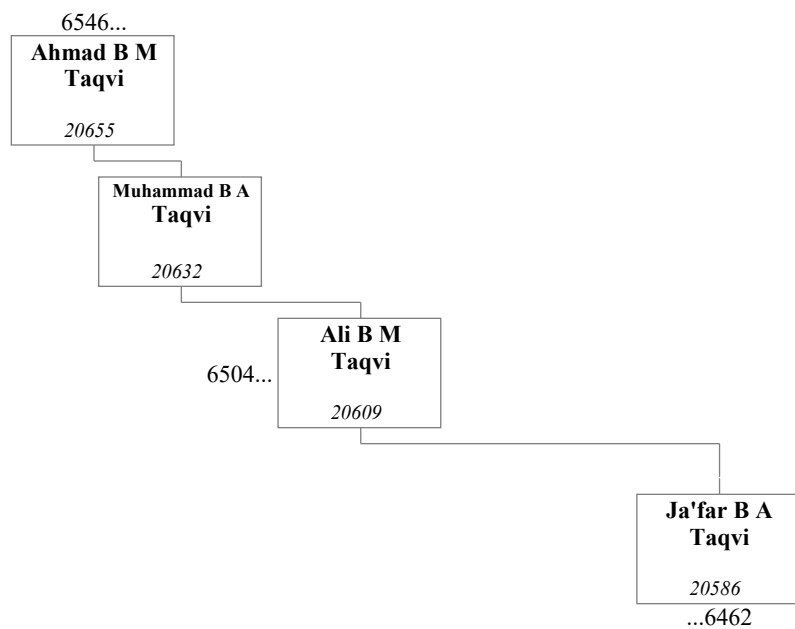 6546...
Ahmad B M
Taqvi
20655
Muhammad B A
Taqvi
20632
Ali B M
Taqvi
6504...
20609
Ja'far B A
Taqvi
20586
...6462